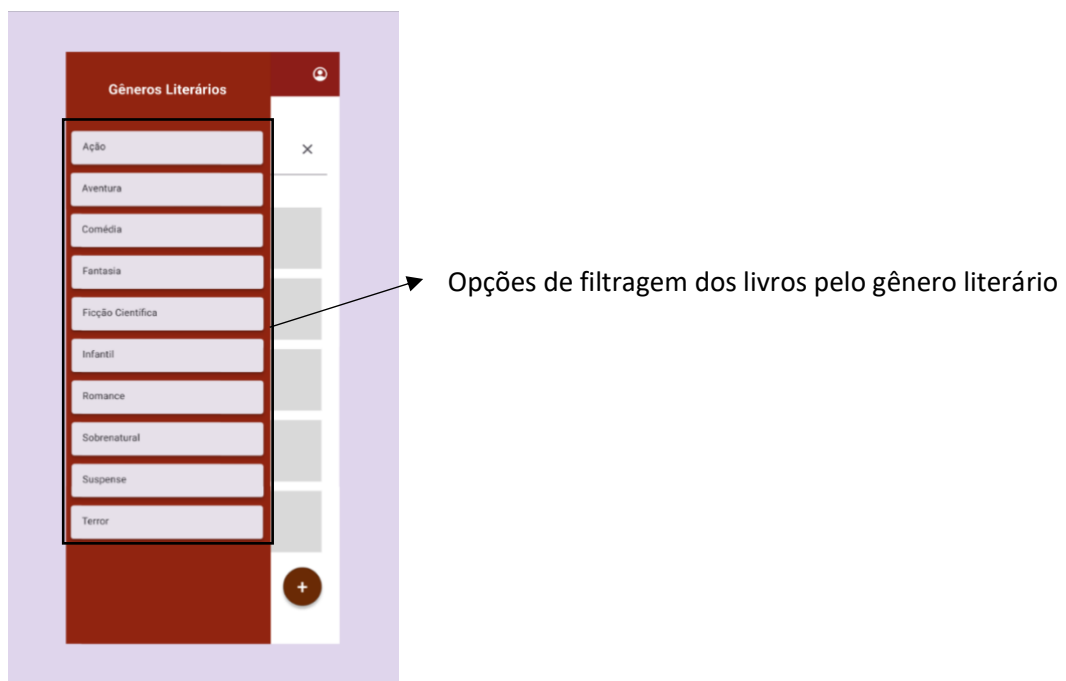 Gêneros Literários
Ação
Aventura
Comédia
Fantasia
Ficção Científica
Infantil
Romance
Sobrenatural
Suspense
Terror
Opções de filtragem dos livros pelo gênero literário